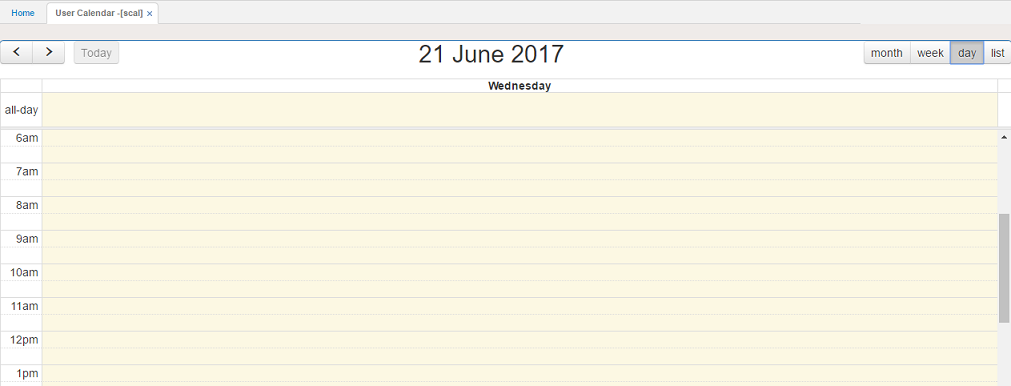 Home User Calendar -[scal] ×
< > Today 21 June 2017 month week day list
Wednesday
all-day
6am
7am
8am
9am
10am
11am
12pm
1pm